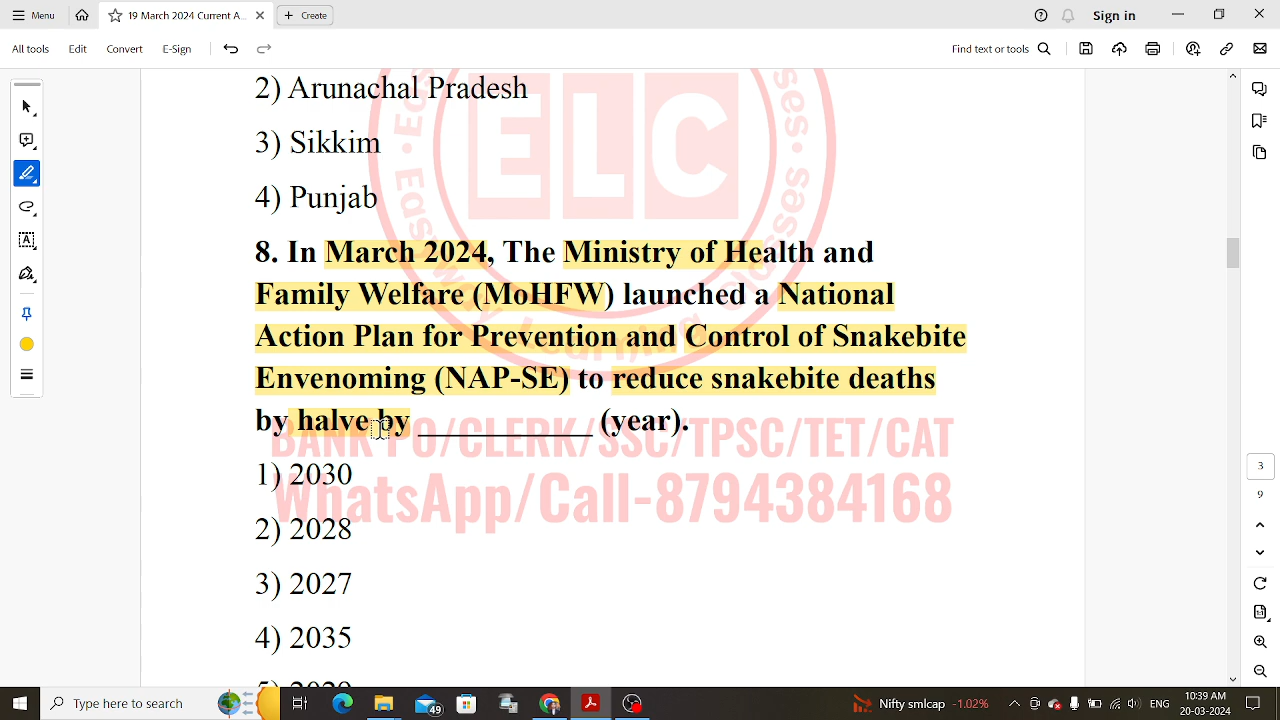 Menu
19 March 2024 Current A...
Create
Sign in
All tools
Edit
Convert
E-Sign
Find text or tools
2) Arunachal Pradesh
3) Sikkim
4) Punjab
ELC
8. In March 2024, The Ministry of Health and
Family Welfare (MoHFW) launched a National
Action Plan for Prevention and Control of Snakebite
Envenoming (NAP-SE) to reduce snakebite deaths
by halve by ____________ (year).
BANK PO/CLERK/SSC/TPSC/TET/CAT
1) 2030
WhatsApp/Call-8794384168
2) 2028
3) 2027
4) 2035
3
9
Type here to search
49
Nifty smlcap -1.02%
ENG
10:39 AM
20-03-2024